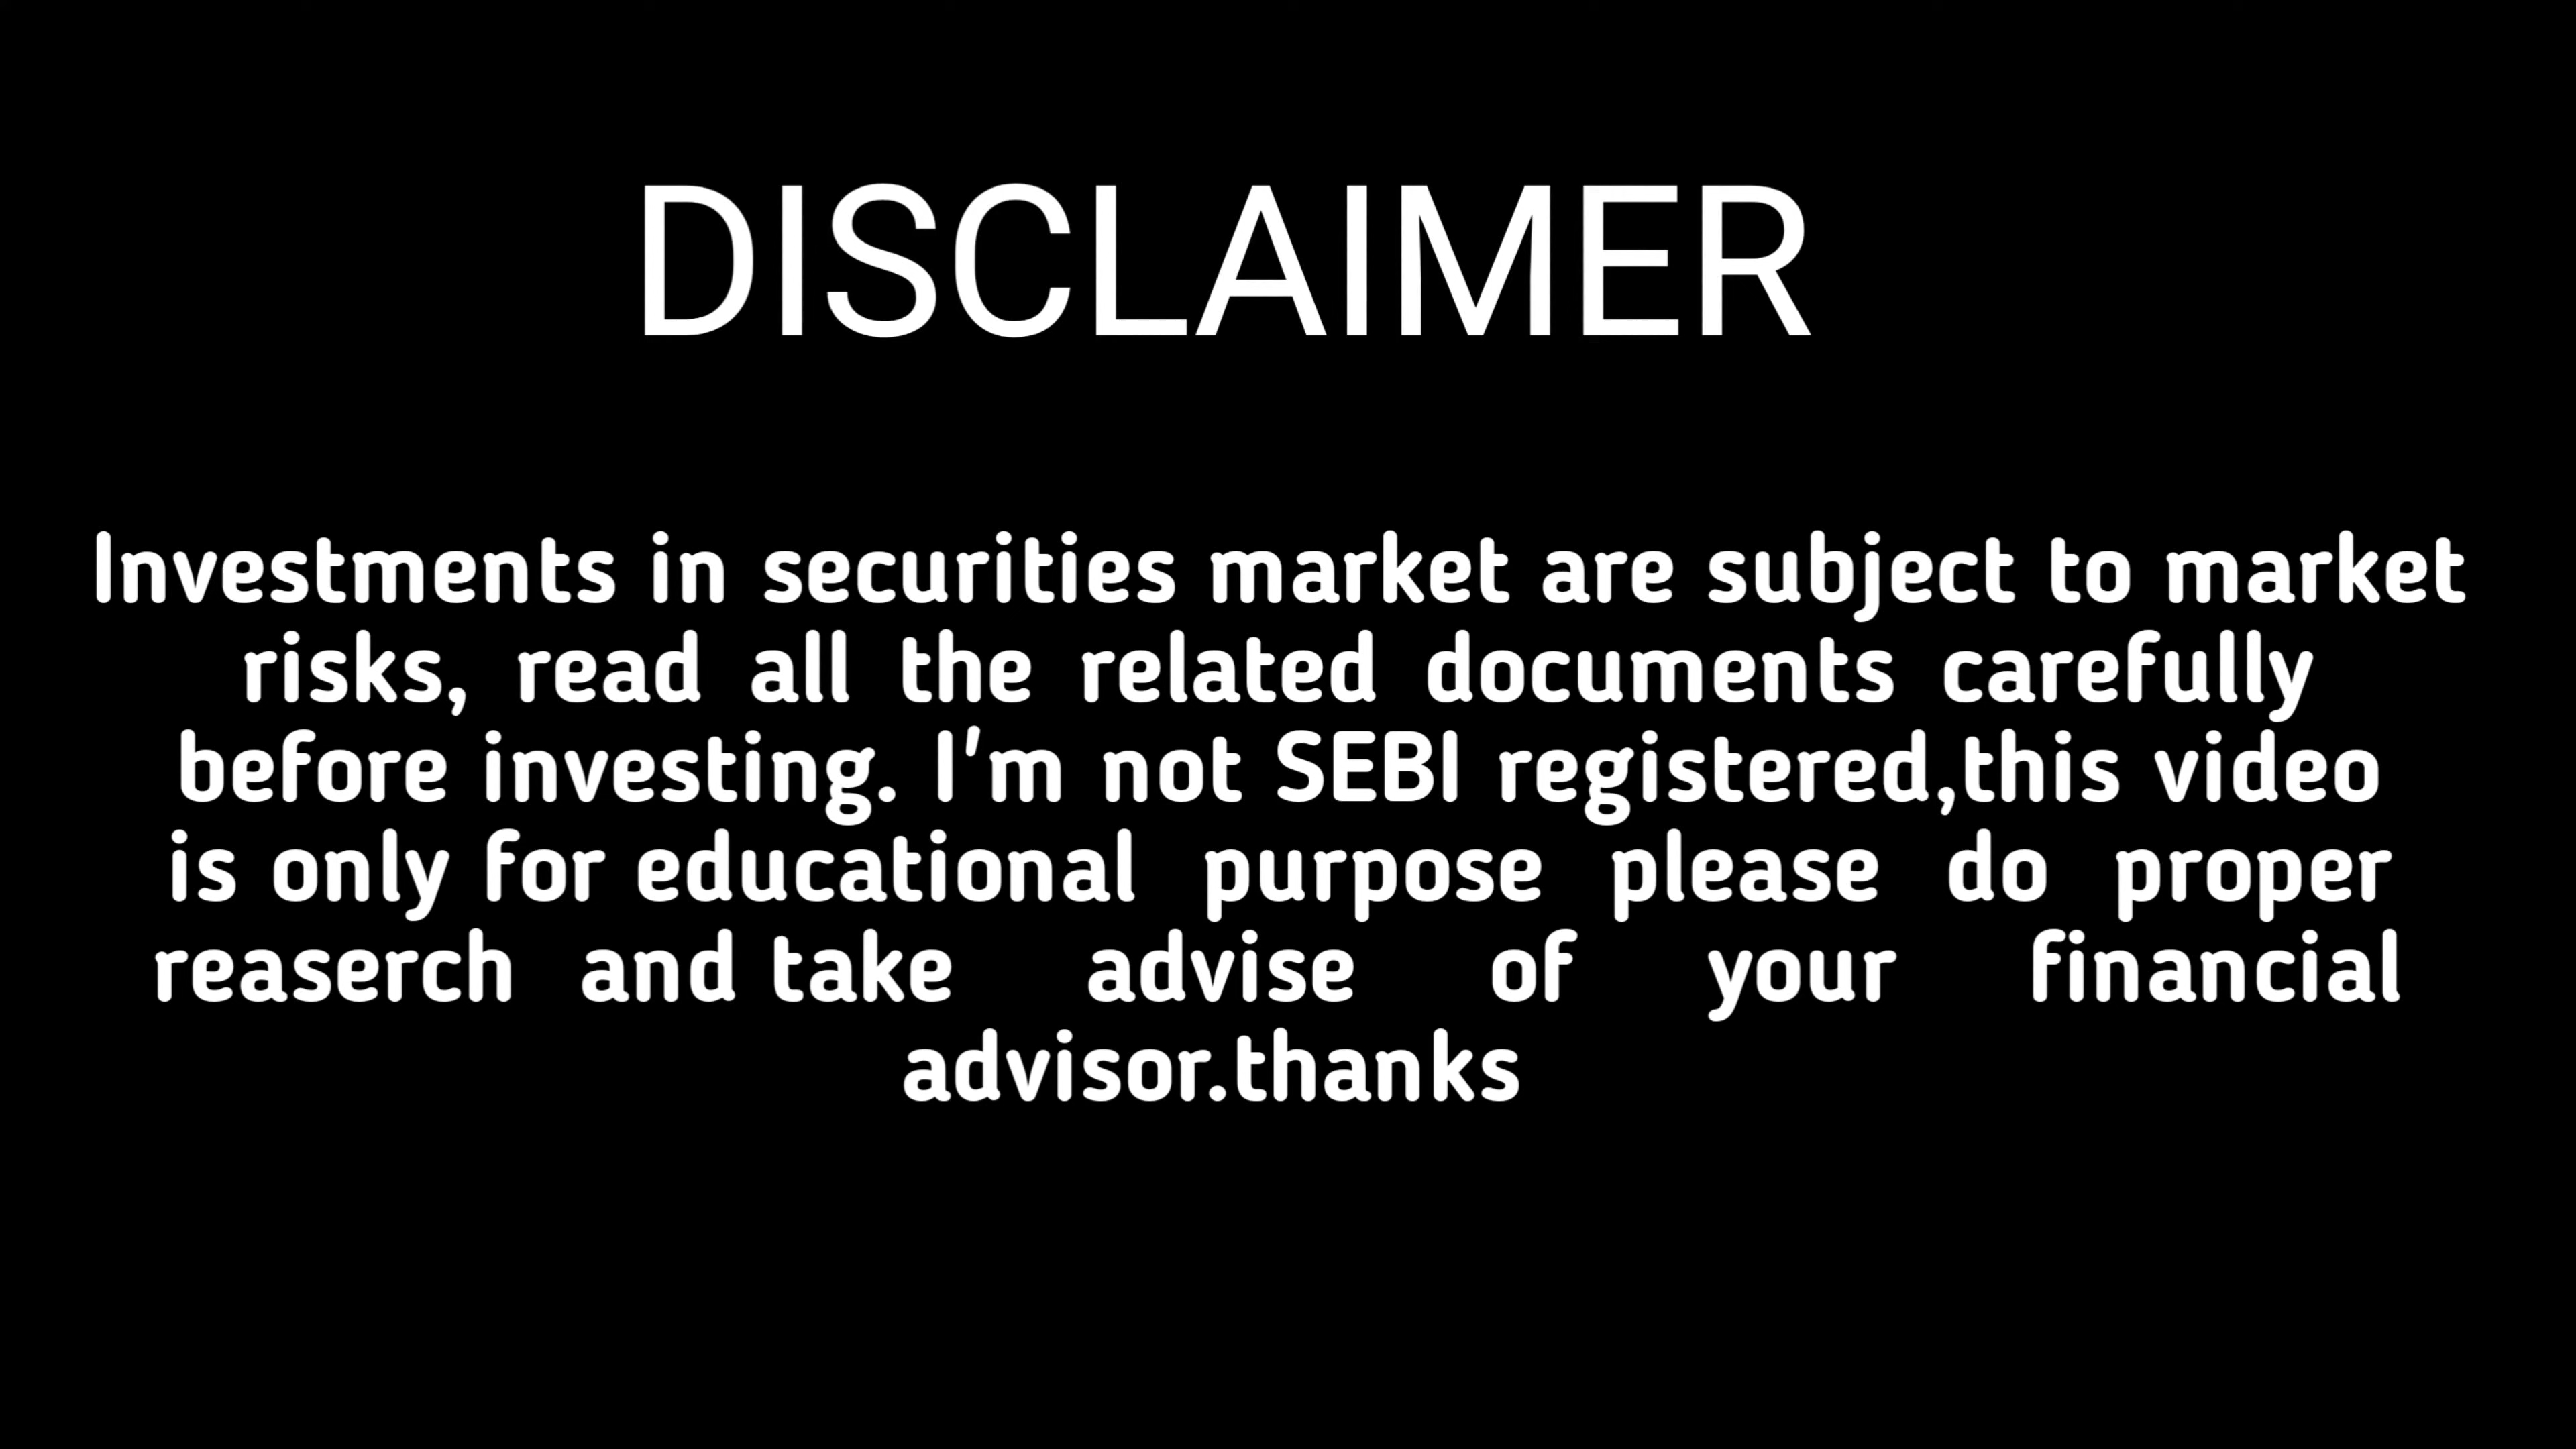 DISCLAIMER
Investments in securities market are subject to market
risks, read all the related documents carefully
before investing. I'm not SEBI registered,this video
is only for educational purpose please do proper
reaserch and take advise of your financial
advisor.thanks